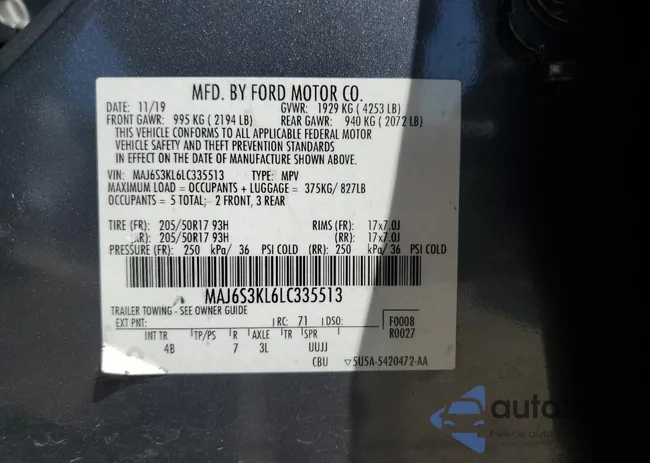 MFD. BY FORD MOTOR CO.
DATE: 11/19 GVWR: 1929 KG ( 4253 LB)
FRONT GAWR: 995 KG ( 2194 LB) REAR GAWR: 940 KG ( 2072 LB)
THIS VEHICLE CONFORMS TO ALL APPLICABLE FEDERAL MOTOR
VEHICLE SAFETY AND THEFT PREVENTION STANDARDS
IN EFFECT ON THE DATE OF MANUFACTURE SHOWN ABOVE.
VIN: MAJ6S3KL6LC335513 TYPE: MPV
MAXIMUM LOAD = OCCUPANTS + LUGGAGE = 375KG/ 827LB
OCCUPANTS = 5 TOTAL; 2 FRONT, 3 REAR
TIRE (FR): 205/50R17 93H RIMS (FR): 17x7.0J
(RR): 205/50R17 93H (RR): 17x7.0J
PRESSURE (FR): 250 kPa/ 36 PSI COLD (RR): 250 kPa/ 36 PSI COLD
MAJ6S3KL6LC335513
TRAILER TOWING - SEE OWNER GUIDE
EXT PNT: RC: 71 DSO: F0008
R0027
INT TR TP/PS R AXLE TR SPR
4B 7 3L UUJJ
CBU ▽5U5A-5420472-AA
autos
Pewne auta